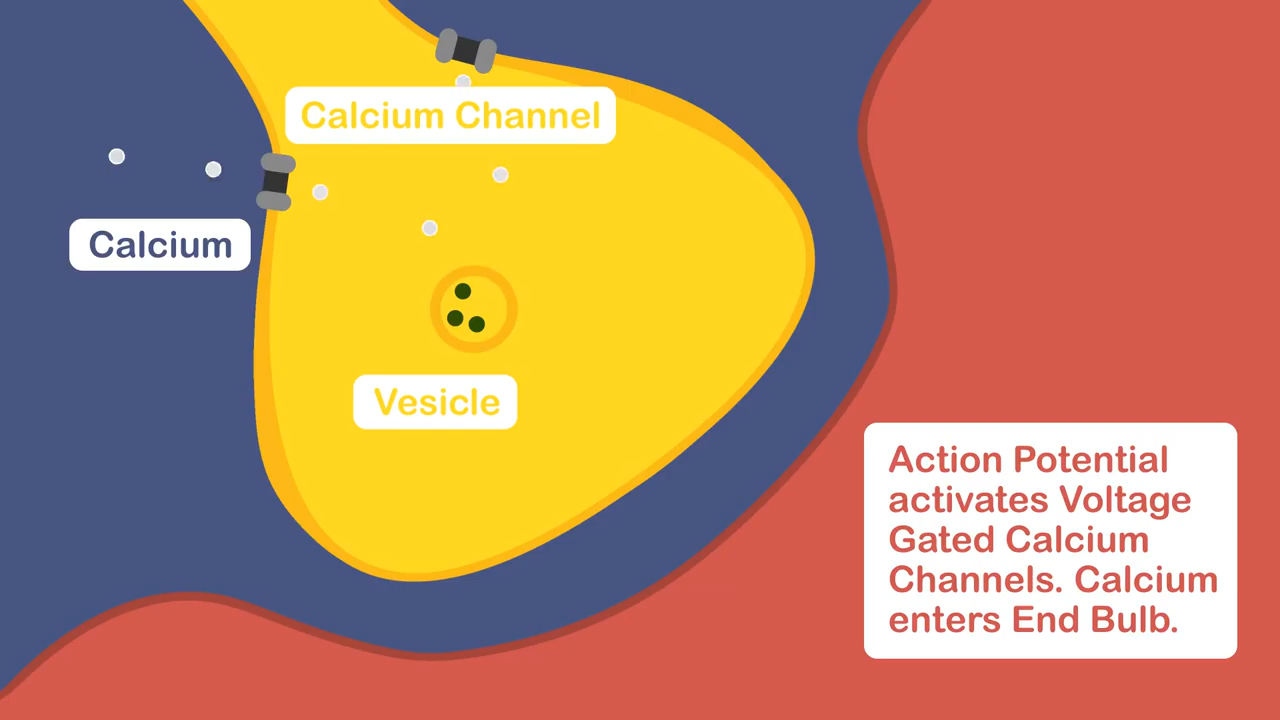 Calcium Channel
Calcium
Vesicle
Action Potential
activates Voltage
Gated Calcium
Channels. Calcium
enters End Bulb.